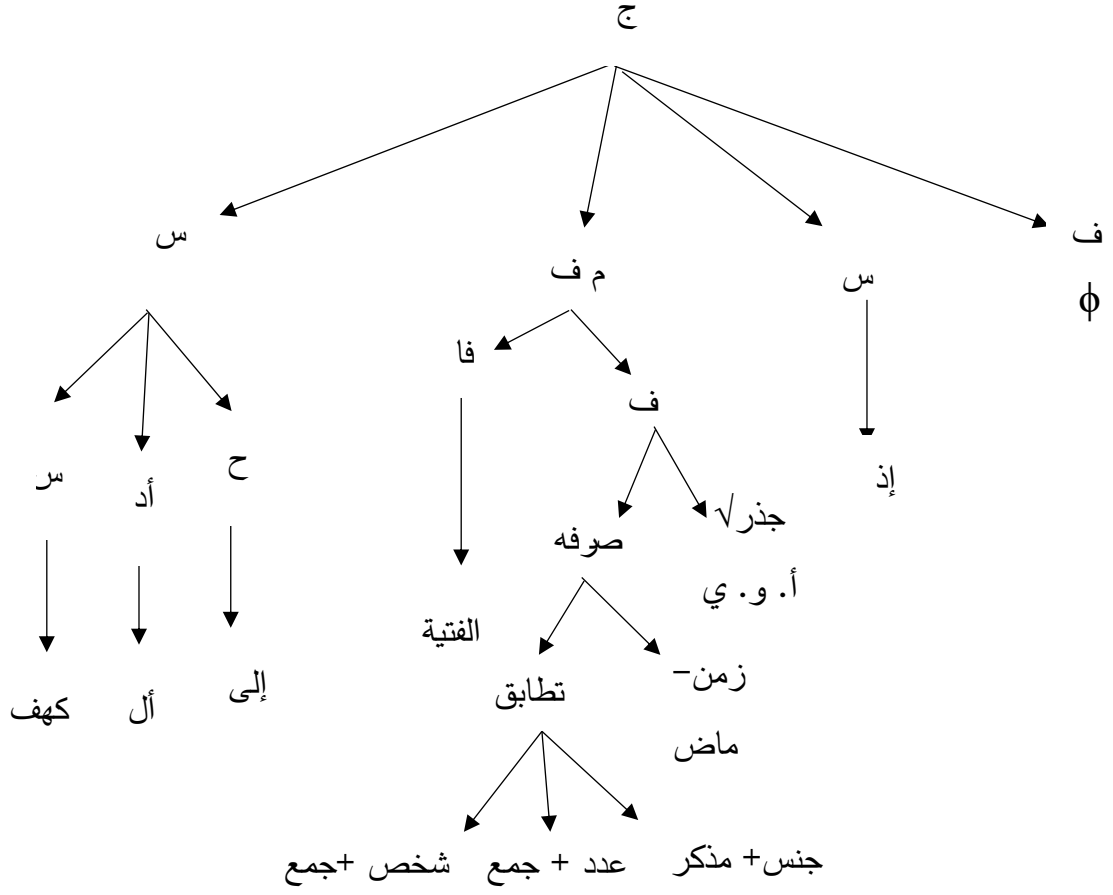 ج
ف
س
م ف
س
ϕ
فا
ف
ح
أد
س
إذ
جذر√
صرفه
أ. و. ي
الفتية
زمن–
تطابق
إلى
أل
كهف
ماض
جنس+ مذكر
عدد + جمع
شخص +جمع